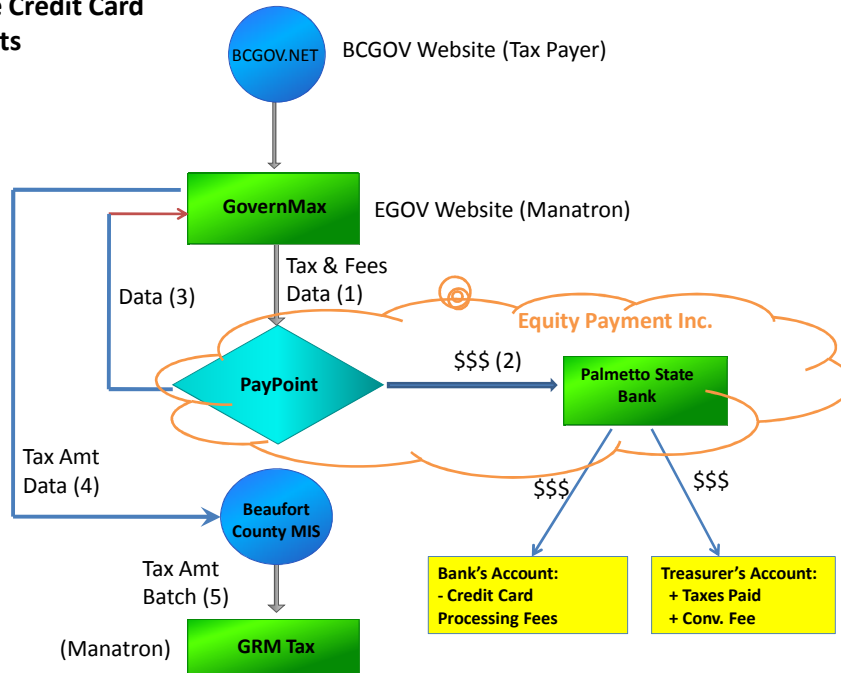 e Credit Card
ts
BCGOV.NET
BCGOV Website (Tax Payer)
GovernMax
EGOV Website (Manatron)
Tax & Fees
Data (1)
Data (3)
Equity Payment Inc.
PayPoint
$$$ (2)
Palmetto State
Bank
Tax Amt
Data (4)
$$$
$$$
Beaufort
County MIS
Bank's Account:
- Credit Card
Processing Fees
Treasurer's Account:
+ Taxes Paid
+ Conv. Fee
Tax Amt
Batch (5)
(Manatron)
GRM Tax